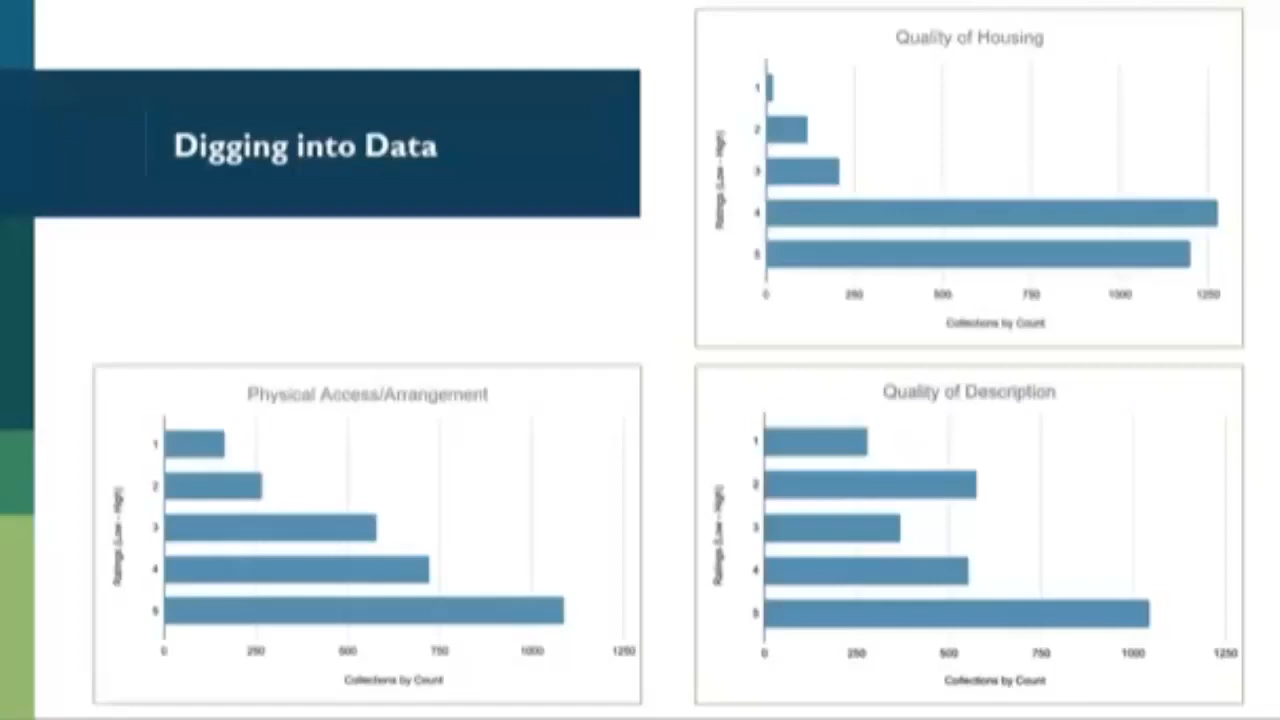 Digging into Data
Quality of Housing
Ratings (Low - High)
1
2
3
4
5
0 250 500 750 1000 1250
Collections by Count
Physical Access/Arrangement
Ratings (Low - High)
1
2
3
4
5
0 250 500 750 1000 1250
Collections by Count
Quality of Description
Ratings (Low - High)
1
2
3
4
5
0 250 500 750 1000 1250
Collections by Count